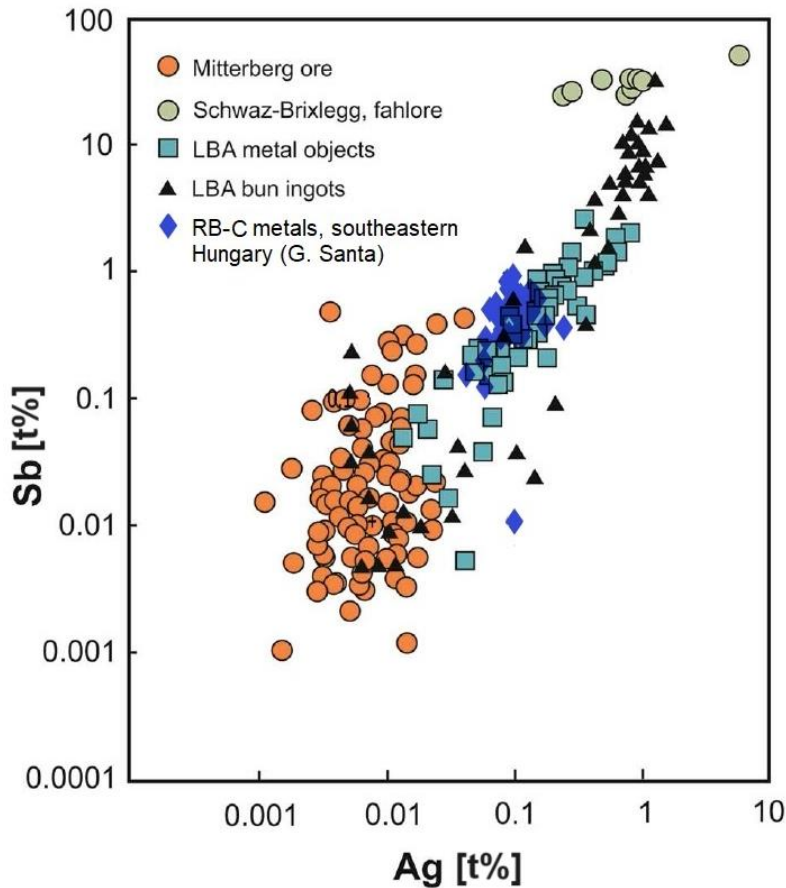 100
10
1
0.1
0.01
0.001
0.0001
Sb [t%]
Mitterberg ore
Schwaz-Brixlegg, fahlore
LBA metal objects
LBA bun ingots
RB-C metals, southeastern
Hungary (G. Santa)
0.001 0.01 0.1 1 10
Ag [t%]